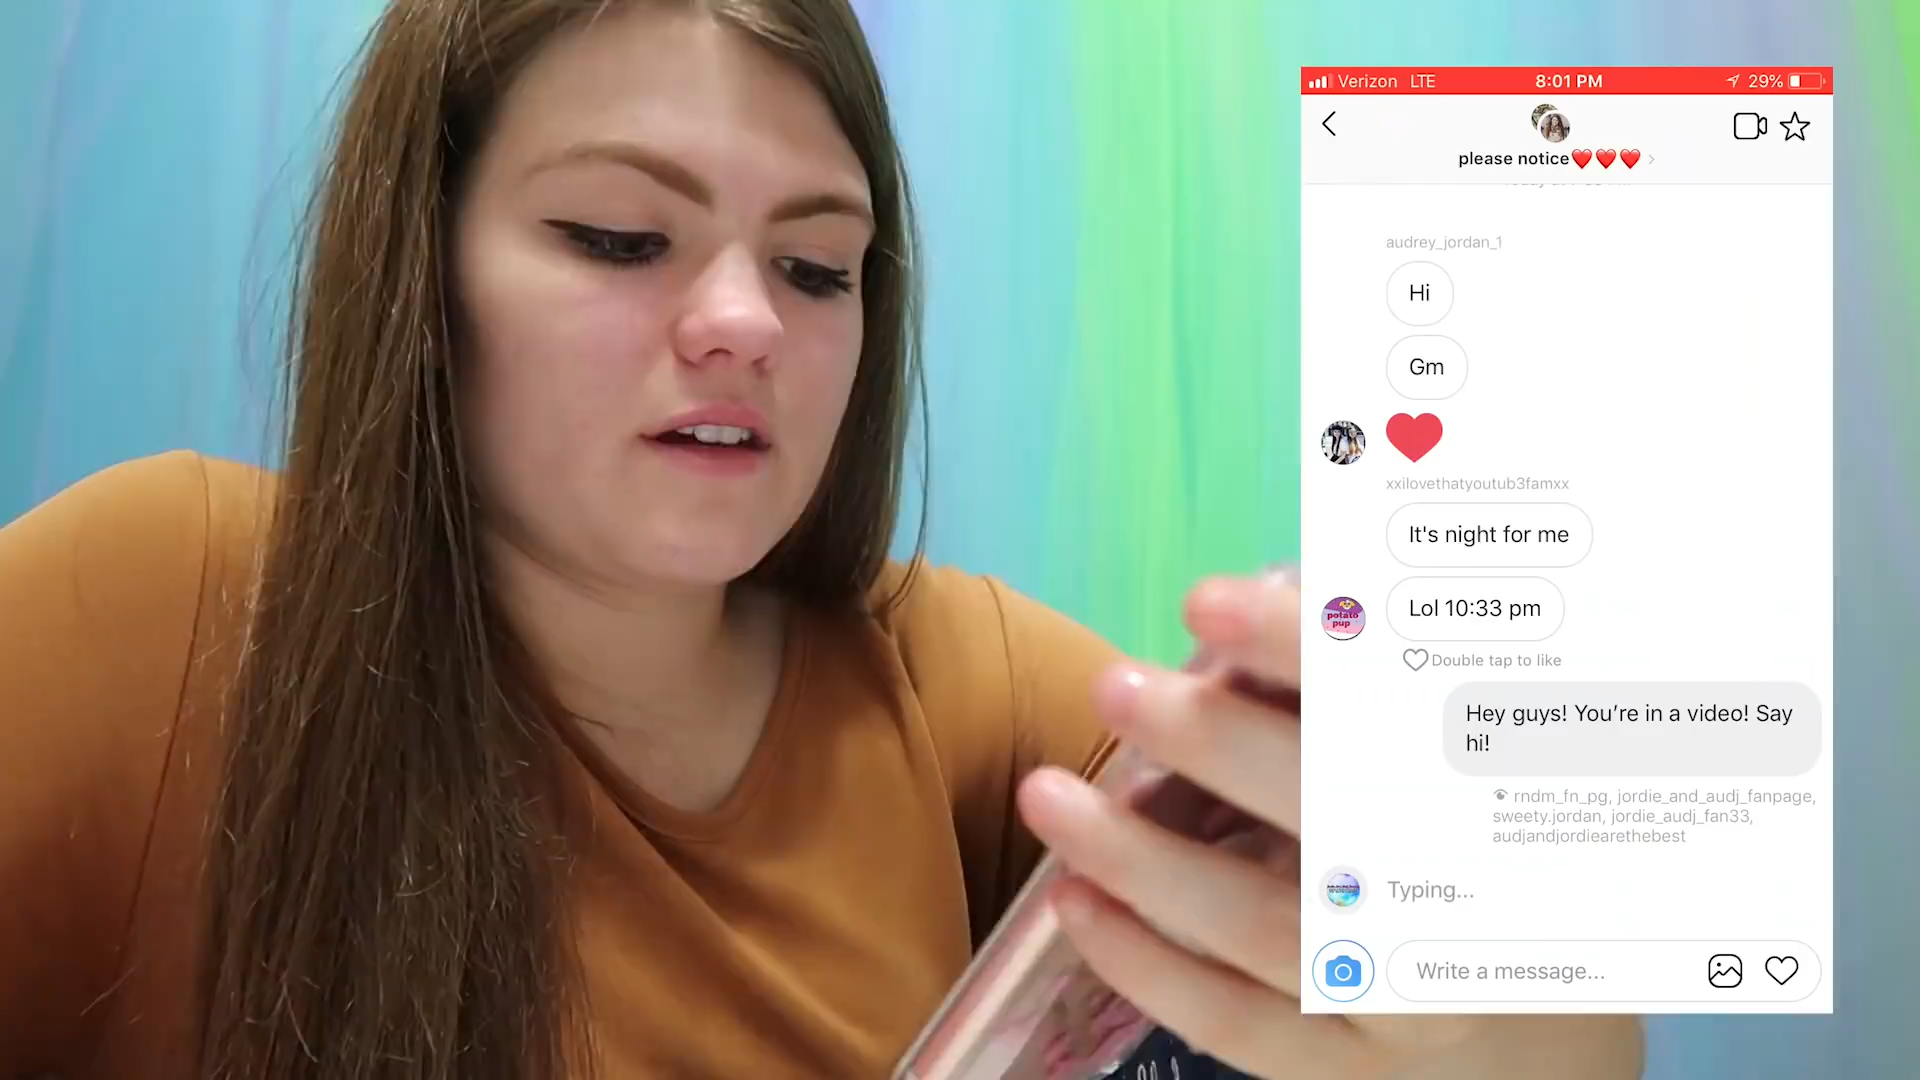 Verizon LTE 8:01 PM 29%
please notice❤️❤️❤️
audrey_jordan_1
Hi
Gm
xxilovethatyoutub3famxx
It's night for me
Lol 10:33 pm
potato
pup
Double tap to like
Hey guys! You’re in a video! Say
hi!
rndm_fn_pg, jordie_and_audj_fanpage,
sweety.jordan, jordie_audj_fan33,
audjandjordiearethebest
Typing...
Write a message...